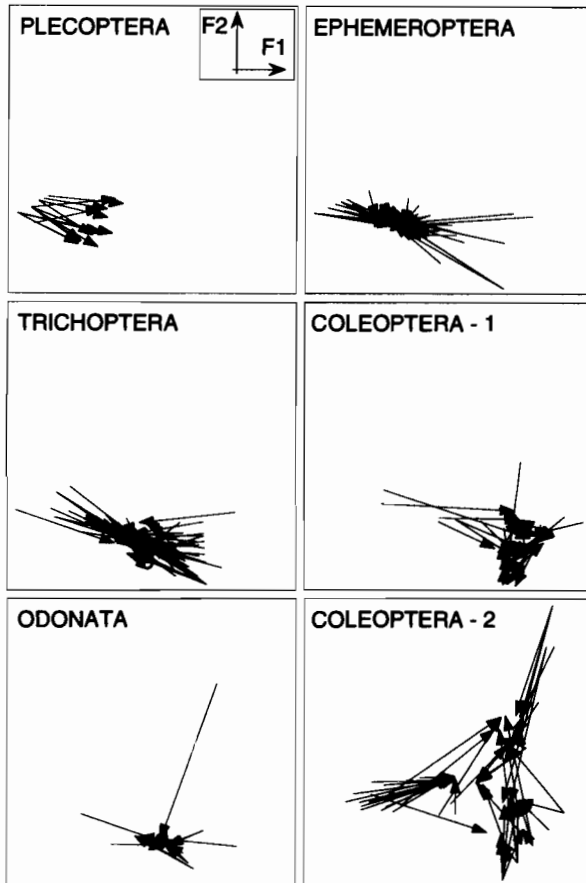 PLECOPTERA
F2
F1
EPHEMEROPTERA
TRICHOPTERA
COLEOPTERA - 1
ODONATA
COLEOPTERA - 2